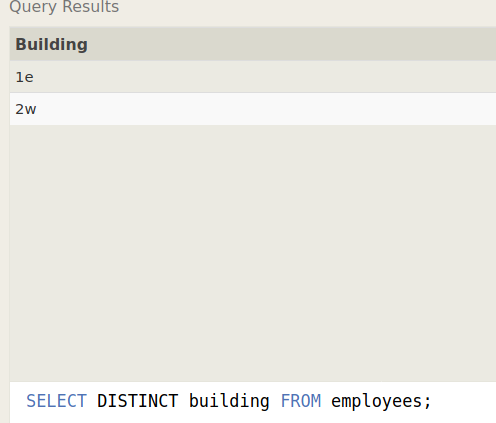 Query Results
Building
1e
2w
SELECT DISTINCT building FROM employees;